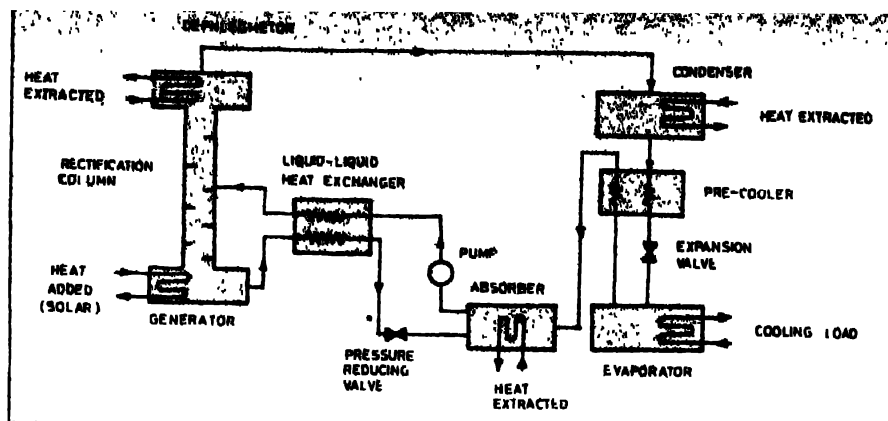 DEPHLEGMATOR
HEAT
EXTRACTED
CONDENSER
HEAT EXTRACTED
RECTIFICATION
COLUMN
LIQUID-LIQUID
HEAT EXCHANGER
PRE-COOLER
PUMP
EXPANSION
VALVE
HEAT
ADDED
(SOLAR)
GENERATOR
ABSORBER
PRESSURE
REDUCING
VALVE
HEAT
EXTRACTED
COOLING LOAD
EVAPORATOR